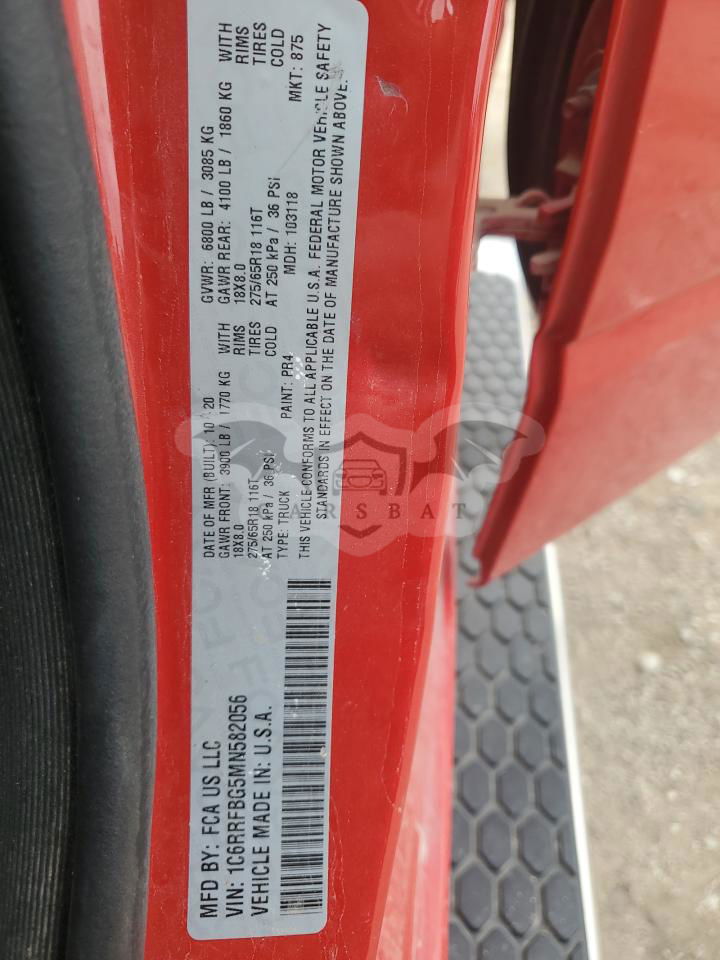 MFD BY: FCA US LLC
VIN: 1C6RRFBG5MN582056
VEHICLE MADE IN: U.S.A.
DATE OF MFR (BUILT): 10 20
GVWR: 6800 LB / 3085 KG
GAWR FRONT: 3900 LB / 1770 KG WITH
GAWR REAR: 4100 LB / 1860 KG WITH
18X8.0 RIMS
18X8.0 RIMS
275/65R18 116T TIRES
275/65R18 116T TIRES
AT 250 kPa / 36 PSi COLD
AT 250 kPa / 36 PSi COLD
TYPE: TRUCK PAINT: PR4 MDH: 103118 MKT: 875
THIS VEHICLE CONFORMS TO ALL APPLICABLE U.S.A. FEDERAL MOTOR VEHICLE SAFETY
STANDARDS IN EFFECT ON THE DATE OF MANUFACTURE SHOWN ABOVE.
CARSBAT